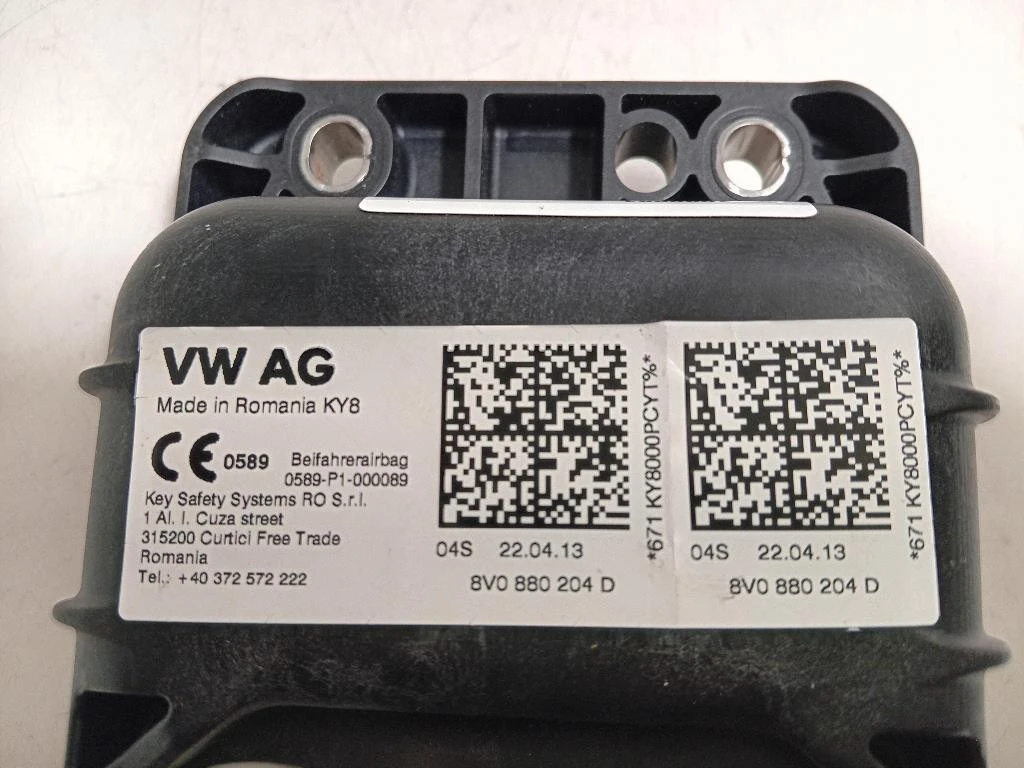 VW AG
Made in Romania KY8
CE 0589 Beifahrerairbag
0589-P1-000089
Key Safety Systems RO S.r.l.
1 Al. I. Cuza street
315200 Curtici Free Trade
Romania
Tel.: +40 372 572 222
04S 22.04.13
8V0 880 204 D
*671 KY8000PCYT%*
04S 22.04.13
8V0 880 204 D
*671 KY8000PCYT%*